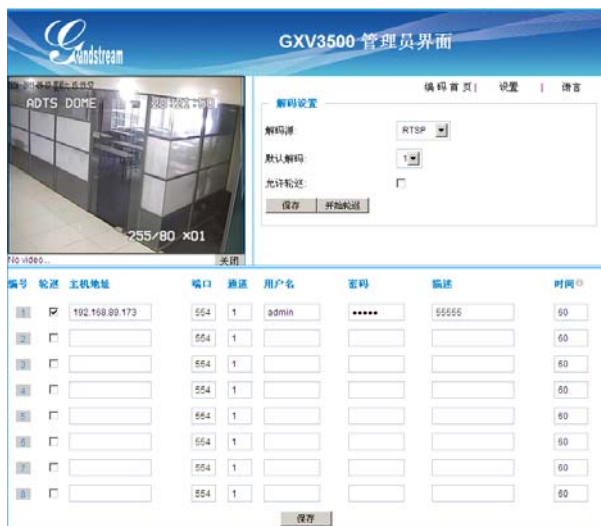 Grandstream
GXV3500 管理员界面
编码首页| 设置 | 语言
ADTS DOME
255/80 ×01
No video... 关闭
解码设置
解码源: RTSP
默认解码: 1
允许轮巡:
保存 开始轮巡
编号 轮巡 主机地址 端口 通道 用户名 密码 描述 时间
1 192.168.89.173 554 1 admin ••••• 55555 60
2 554 1 60
3 554 1 60
4 554 1 60
5 554 1 60
6 554 1 60
7 554 1 60
8 554 1 60
保存